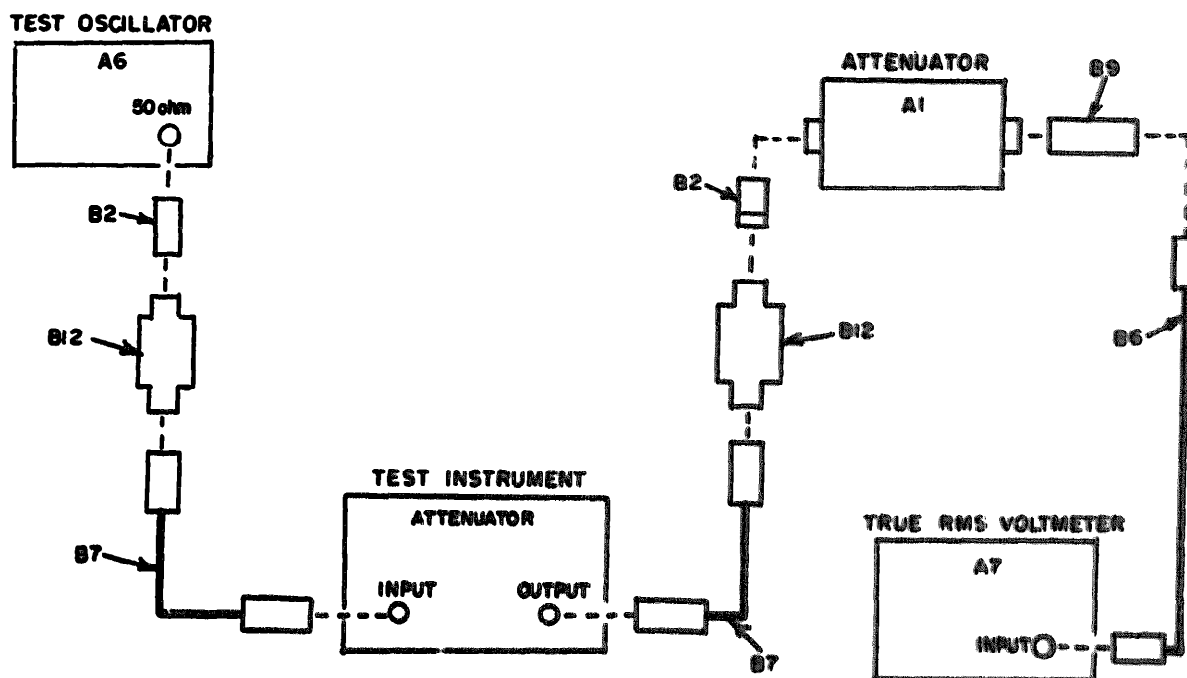 TEST OSCILLATOR
A6
50 ohm
B2
B12
B7
TEST INSTRUMENT
ATTENUATOR
INPUT
OUTPUT
B7
B2
B12
ATTENUATOR
A1
B9
B6
TRUE RMS VOLTMETER
A7
INPUT